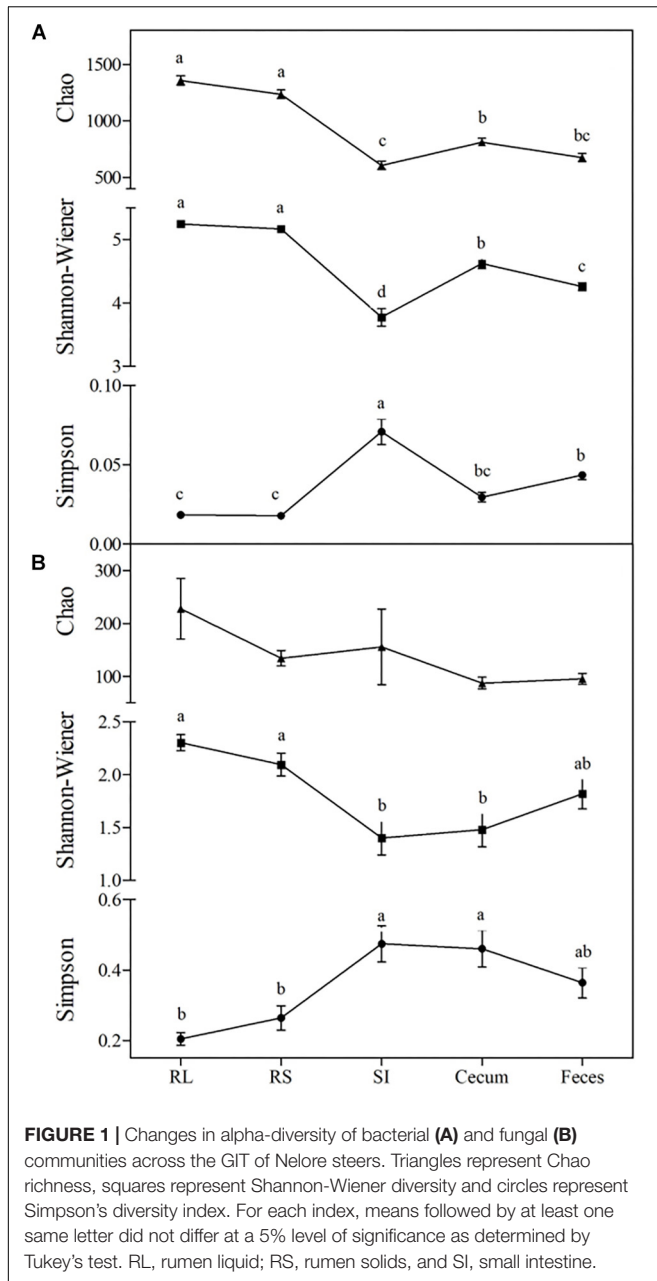 A
Chao
1500
1000
500
a a c b bc
Shannon-Wiener
5
4
3
a a d b c
Simpson
0.10
0.05
0.00
c c a bc b
B
Chao
300
200
100
Shannon-Wiener
2.5
2.0
1.5
1.0
a a b b ab
Simpson
0.6
0.4
0.2
b b a a ab
RL RS SI Cecum Feces
FIGURE 1 | Changes in alpha-diversity of bacterial (A) and fungal (B)
communities across the GIT of Nelore steers. Triangles represent Chao
richness, squares represent Shannon-Wiener diversity and circles represent
Simpson's diversity index. For each index, means followed by at least one
same letter did not differ at a 5% level of significance as determined by
Tukey's test. RL, rumen liquid; RS, rumen solids, and SI, small intestine.